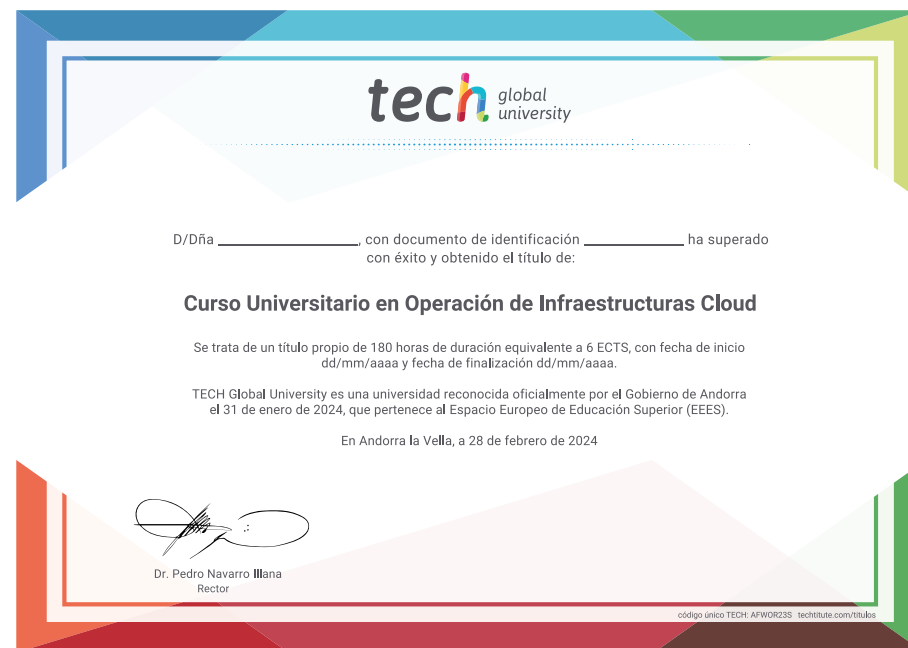 tech global university
D/Dña ____________________, con documento de identificación ______________ ha superado
con éxito y obtenido el título de:
Curso Universitario en Operación de Infraestructuras Cloud
Se trata de un título propio de 180 horas de duración equivalente a 6 ECTS, con fecha de inicio
dd/mm/aaaa y fecha de finalización dd/mm/aaaa.
TECH Global University es una universidad reconocida oficialmente por el Gobierno de Andorra
el 31 de enero de 2024, que pertenece al Espacio Europeo de Educación Superior (EEES).
En Andorra la Vella, a 28 de febrero de 2024
Dr. Pedro Navarro Illana
Rector
código único TECH: AFWOR23S techtitute.com/titulos